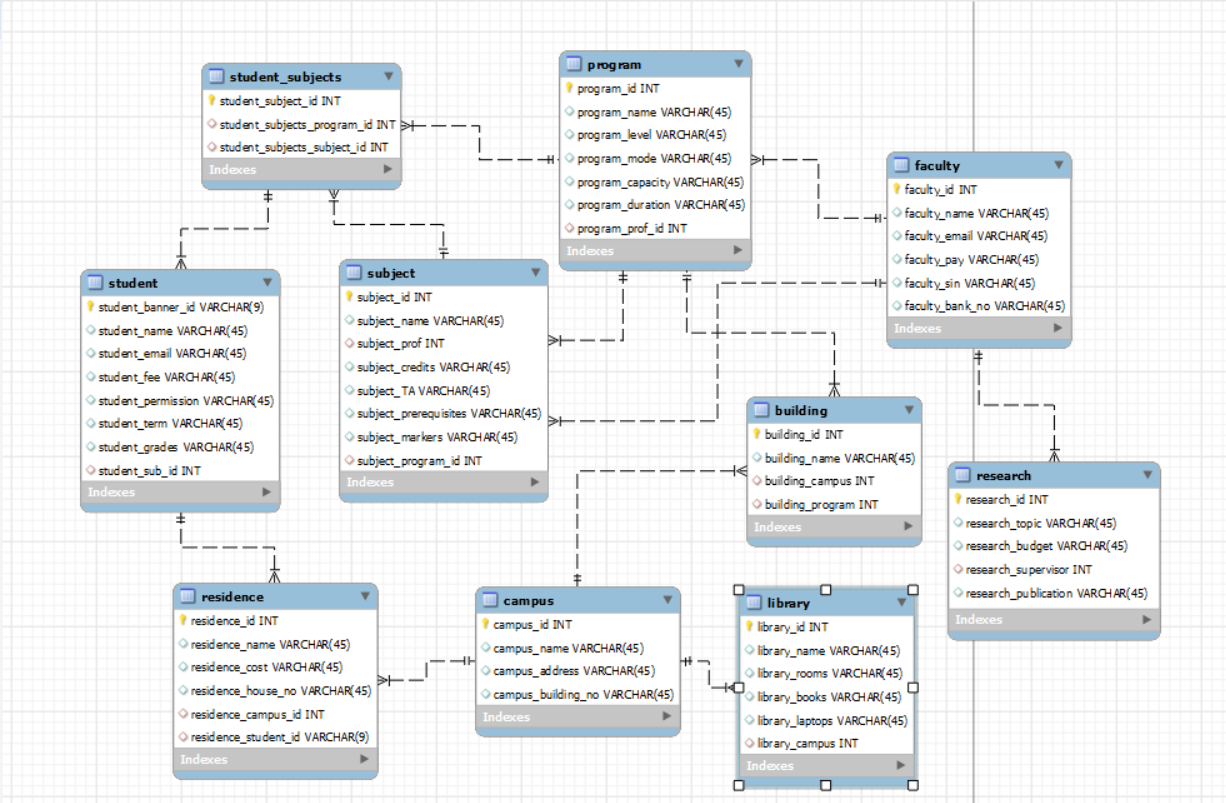 student_subjects
student_subject_id INT
student_subjects_program_id INT
student_subjects_subject_id INT
Indexes
program
program_id INT
program_name VARCHAR(45)
program_level VARCHAR(45)
program_mode VARCHAR(45)
program_capacity VARCHAR(45)
program_duration VARCHAR(45)
program_prof_id INT
Indexes
faculty
faculty_id INT
faculty_name VARCHAR(45)
faculty_email VARCHAR(45)
faculty_pay VARCHAR(45)
faculty_sin VARCHAR(45)
faculty_bank_no VARCHAR(45)
Indexes
student
student_banner_id VARCHAR(9)
student_name VARCHAR(45)
student_email VARCHAR(45)
student_fee VARCHAR(45)
student_permission VARCHAR(45)
student_term VARCHAR(45)
student_grades VARCHAR(45)
student_sub_id INT
Indexes
subject
subject_id INT
subject_name VARCHAR(45)
subject_prof INT
subject_credits VARCHAR(45)
subject_TA VARCHAR(45)
subject_prerequisites VARCHAR(45)
subject_markers VARCHAR(45)
subject_program_id INT
Indexes
building
building_id INT
building_name VARCHAR(45)
building_campus INT
building_program INT
Indexes
research
research_id INT
research_topic VARCHAR(45)
research_budget VARCHAR(45)
research_supervisor INT
research_publication VARCHAR(45)
Indexes
residence
residence_id INT
residence_name VARCHAR(45)
residence_cost VARCHAR(45)
residence_house_no VARCHAR(45)
residence_campus_id INT
residence_student_id VARCHAR(9)
Indexes
campus
campus_id INT
campus_name VARCHAR(45)
campus_address VARCHAR(45)
campus_building_no VARCHAR(45)
Indexes
library
library_id INT
library_name VARCHAR(45)
library_rooms VARCHAR(45)
library_books VARCHAR(45)
library_laptops VARCHAR(45)
library_campus INT
Indexes